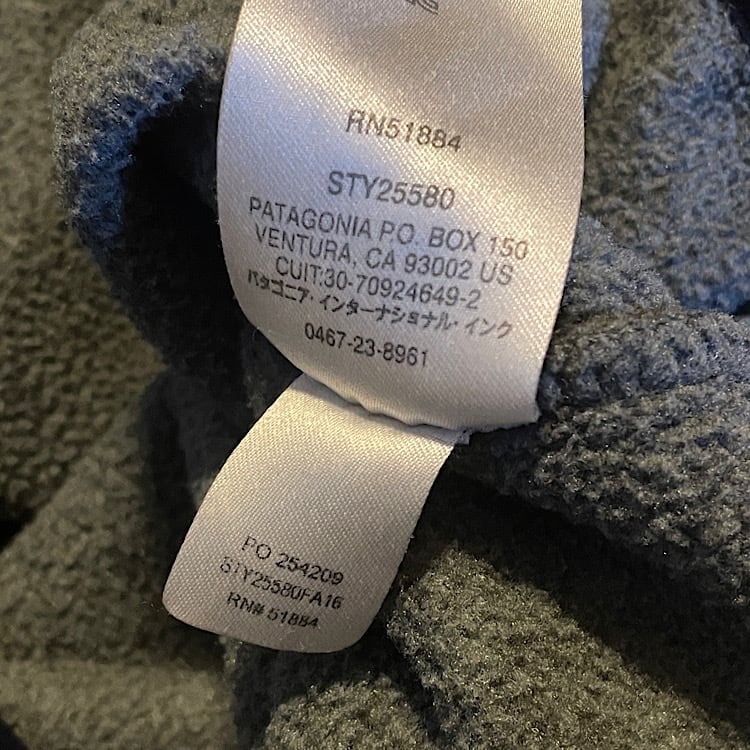 RN51884
STY25580
PATAGONIA P.O. BOX 150
VENTURA, CA 93002 US
CUIT:30-70924649-2
パタゴニア・インターナショナル・インク
0467-23-8961
PO 254209
STY25580FA16
RN# 51884